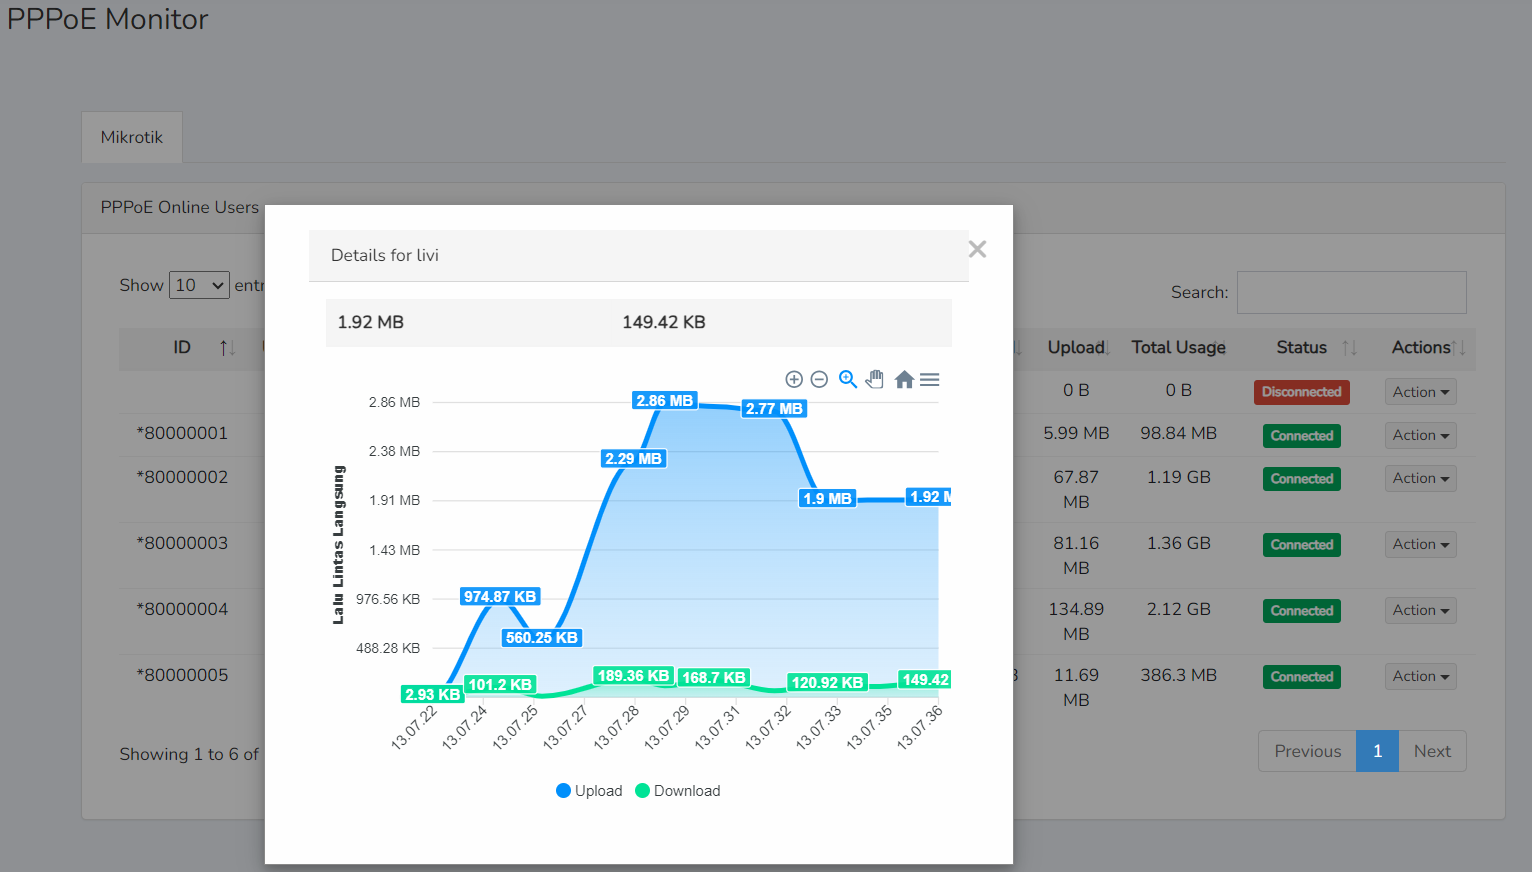 PPPoE Monitor
Mikrotik
PPPoE Online Users
Details for livi
Show 10 entr
Search:
1.92 MB 149.42 KB
ID Upload Total Usage Status Actions
0 B 0 B Disconnected Action
*80000001 5.99 MB 98.84 MB Connected Action
*80000002 67.87 MB 1.19 GB Connected Action
*80000003 81.16 MB 1.36 GB Connected Action
*80000004 134.89 MB 2.12 GB Connected Action
*80000005 11.69 MB 386.3 MB Connected Action
Showing 1 to 6 of
Previous 1 Next
Lalu Lintas Langsung
2.86 MB
2.38 MB
1.91 MB
1.43 MB
976.56 KB
488.28 KB
2.86 MB
2.77 MB
2.29 MB
1.9 MB
1.92 M
974.87 KB
560.25 KB
2.93 KB
101.2 KB
189.36 KB
168.7 KB
120.92 KB
149.42
13.07.22 13.07.24 13.07.25 13.07.27 13.07.28 13.07.29 13.07.31 13.07.32 13.07.33 13.07.35 13.07.36
Upload Download